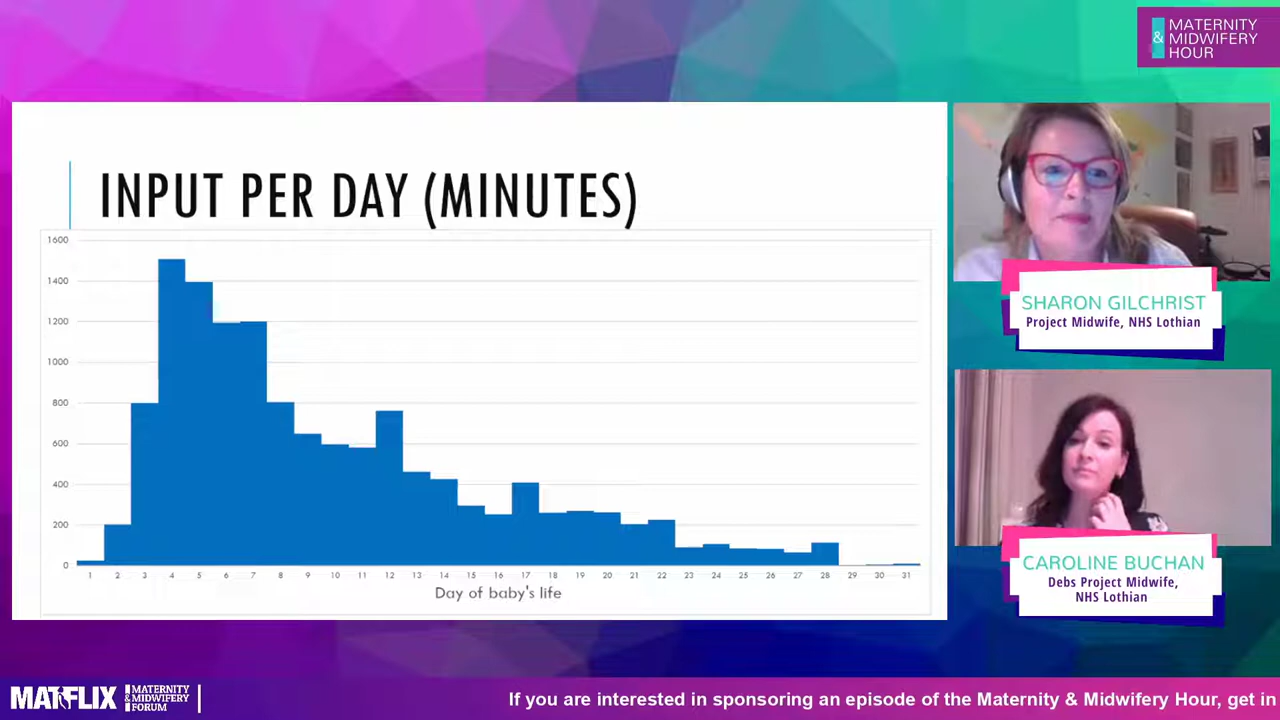 MATERNITY
& MIDWIFERY
HOUR
INPUT PER DAY (MINUTES)
1600
1400
1200
1000
800
600
400
200
0
1 2 3 4 5 6 7 8 9 10 11 12 13 14 15 16 17 18 19 20 21 22 23 24 25 26 27 28 29 30 31
Day of baby's life
SHARON GILCHRIST
Project Midwife, NHS Lothian
CAROLINE BUCHAN
Debs Project Midwife,
NHS Lothian
MATFLIX
MATERNITY
& MIDWIFERY
FORUM
If you are interested in sponsoring an episode of the Maternity & Midwifery Hour, get in